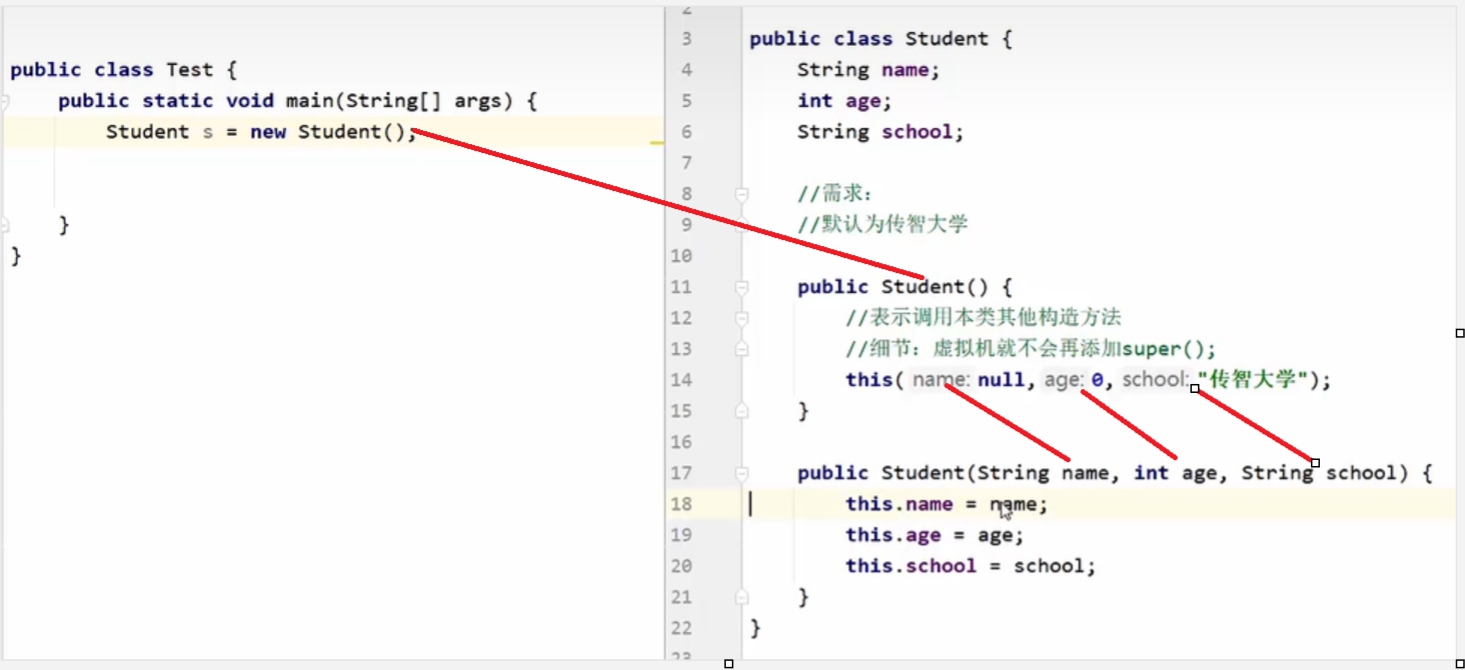 public class Test {
public static void main(String[] args) {
Student s = new Student();
}
}
2
3 public class Student {
4 String name;
5 int age;
6 String school;
7
8 //需求:
9 //默认为传智大学
10
11 public Student() {
12 //表示调用本类其他构造方法
13 //细节: 虚拟机就不会再添加super();
14 this( name: null, age: 0, school: "传智大学");
15 }
16
17 public Student(String name, int age, String school) {
18 this.name = name;
19 this.age = age;
20 this.school = school;
21 }
22 }
23